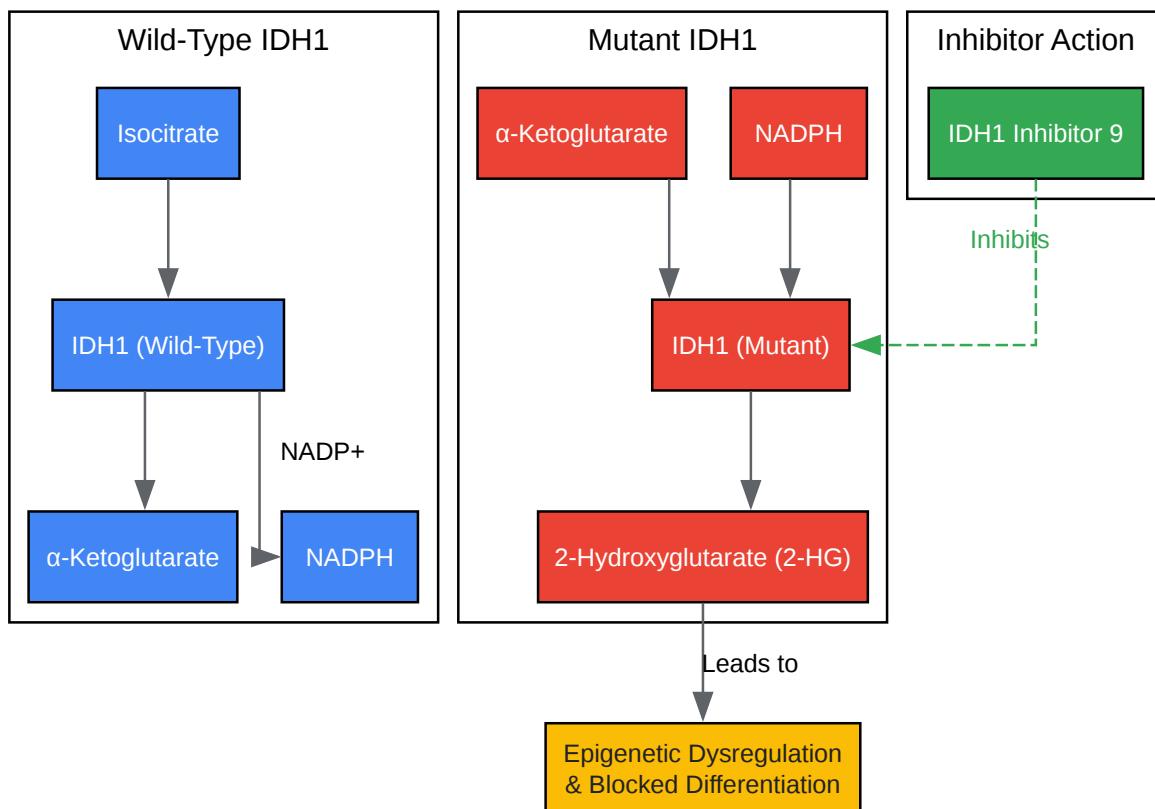 Wild-Type IDH1
Isocitrate
IDH1 (Wild-Type)
NADP+
α-Ketoglutarate
NADPH
Mutant IDH1
α-Ketoglutarate
NADPH
IDH1 (Mutant)
2-Hydroxyglutarate (2-HG)
Leads to
Epigenetic Dysregulation
& Blocked Differentiation
Inhibitor Action
IDH1 Inhibitor 9
Inhibits